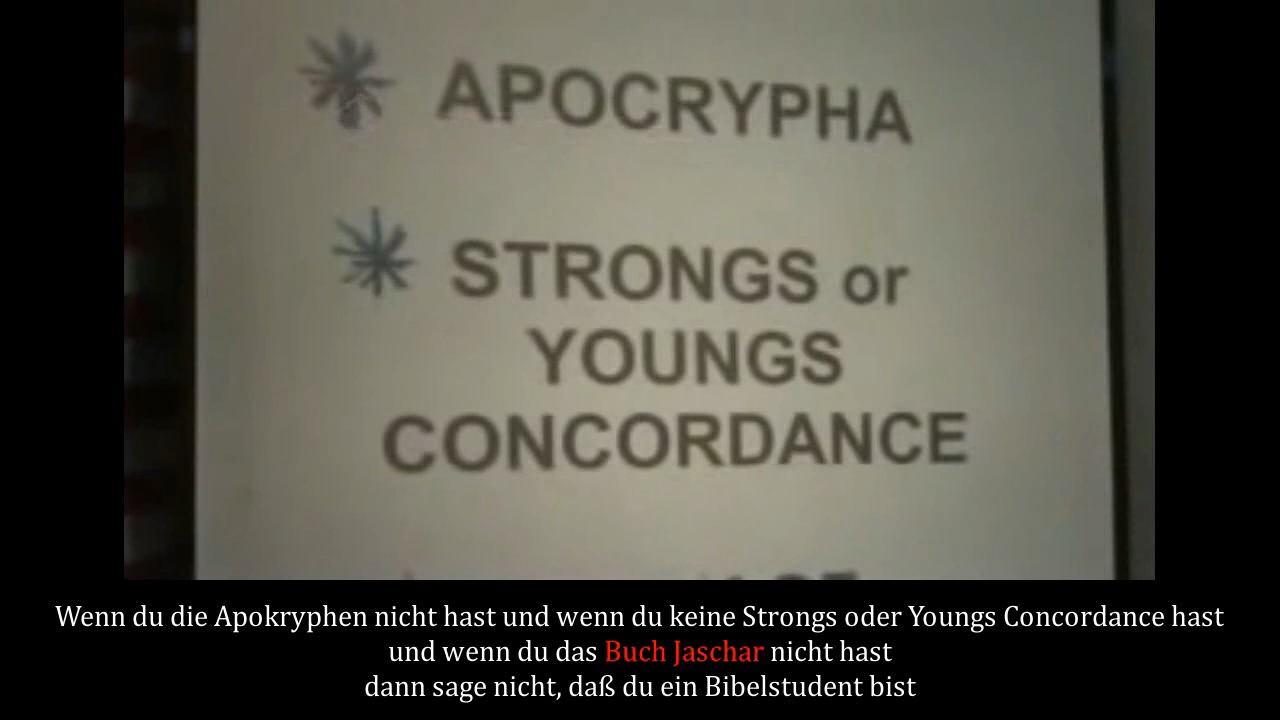 APOCRYPHA
STRONGS or
YOUNGS
CONCORDANCE
Wenn du die Apokryphen nicht hast und wenn du keine Strongs oder Youngs Concordance hast
und wenn du das Buch Jaschar nicht hast
dann sage nicht, daß du ein Bibelstudent bist